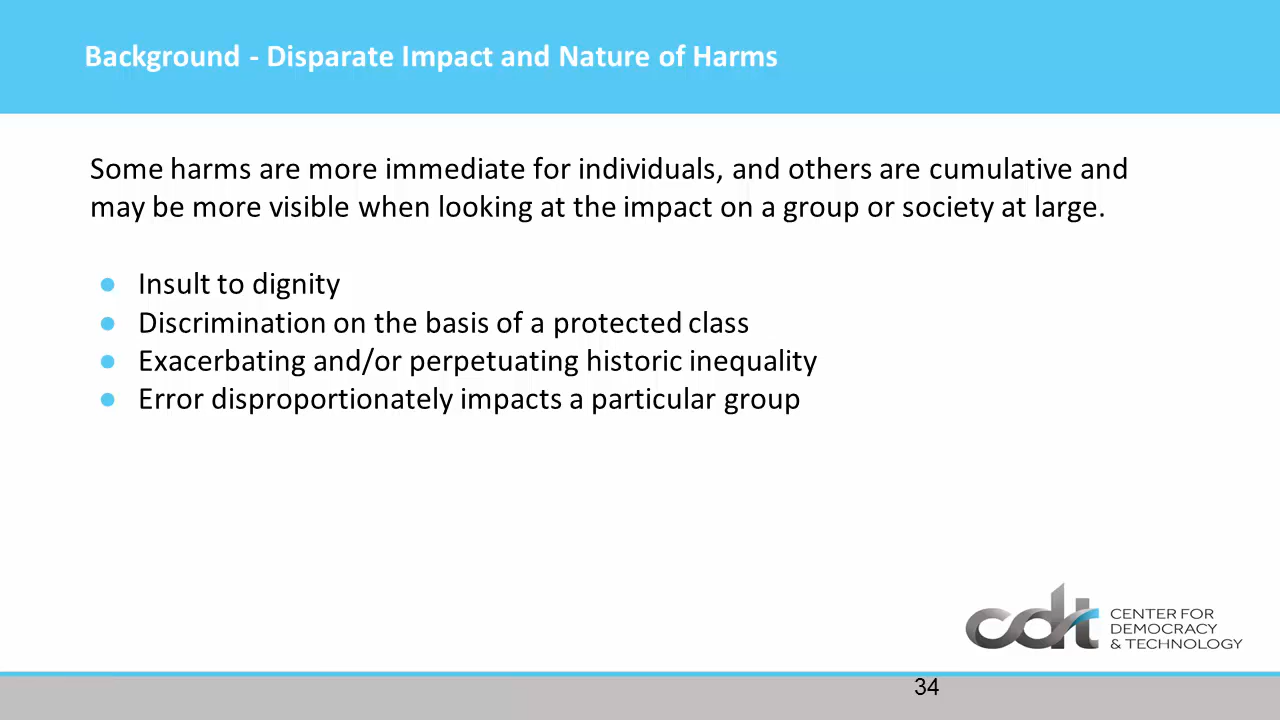 Background - Disparate Impact and Nature of Harms
Some harms are more immediate for individuals, and others are cumulative and
may be more visible when looking at the impact on a group or society at large.
● Insult to dignity
● Discrimination on the basis of a protected class
● Exacerbating and/or perpetuating historic inequality
● Error disproportionately impacts a particular group
cdt
CENTER FOR
DEMOCRACY
& TECHNOLOGY
34